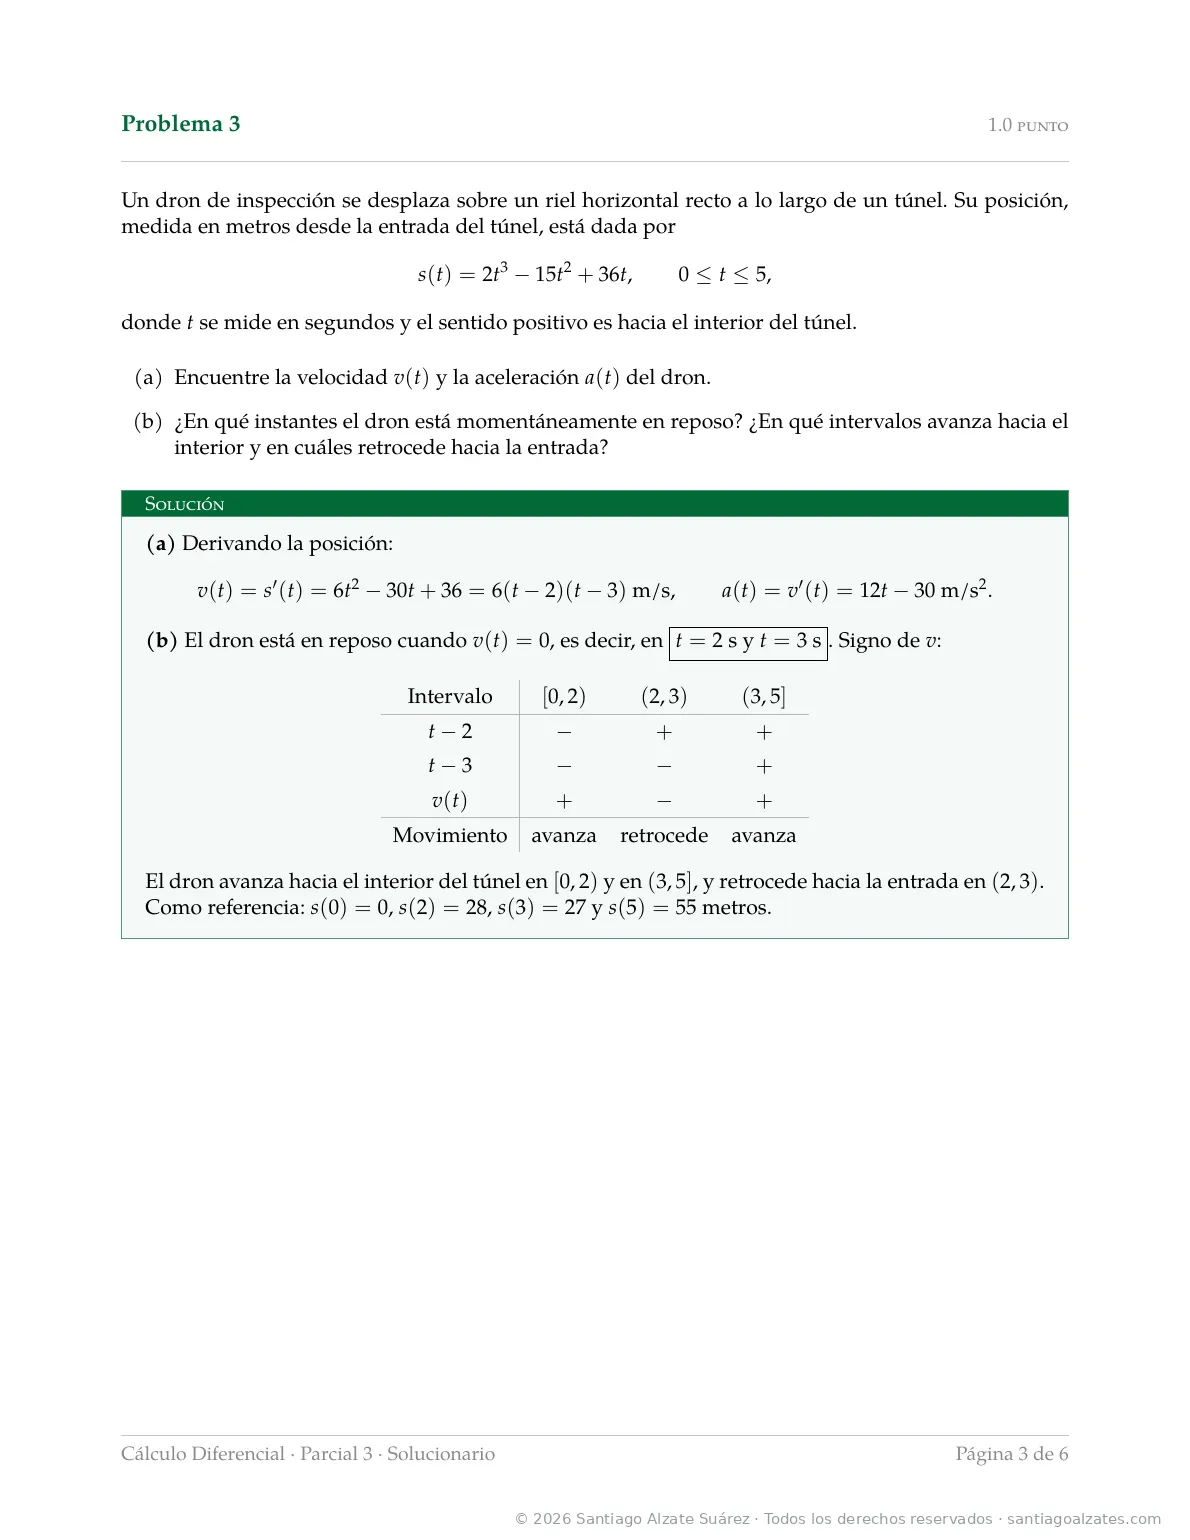 Problema 3
1.0 PUNTO
Un dron de inspección se desplaza sobre un riel horizontal recto a lo largo de un túnel. Su posición,
medida en metros desde la entrada del túnel, está dada por
s(t) = 2t³ − 15t² + 36t, 0 ≤ t ≤ 5,
donde t se mide en segundos y el sentido positivo es hacia el interior del túnel.
(a) Encuentre la velocidad v(t) y la aceleración a(t) del dron.
(b) ¿En qué instantes el dron está momentáneamente en reposo? ¿En qué intervalos avanza hacia el
interior y en cuáles retrocede hacia la entrada?
SOLUCIÓN
(a) Derivando la posición:
v(t) = s′(t) = 6t² − 30t + 36 = 6(t − 2)(t − 3) m/s, a(t) = v′(t) = 12t − 30 m/s².
(b) El dron está en reposo cuando v(t) = 0, es decir, en t = 2 s y t = 3 s. Signo de v:
Intervalo [0, 2) (2, 3) (3, 5]
t − 2 − + +
t − 3 − − +
v(t) + − +
Movimiento avanza retrocede avanza
El dron avanza hacia el interior del túnel en [0, 2) y en (3, 5], y retrocede hacia la entrada en (2, 3).
Como referencia: s(0) = 0, s(2) = 28, s(3) = 27 y s(5) = 55 metros.
Cálculo Diferencial · Parcial 3 · Solucionario
Página 3 de 6
© 2026 Santiago Alzate Suárez · Todos los derechos reservados · santiagoalzates.com